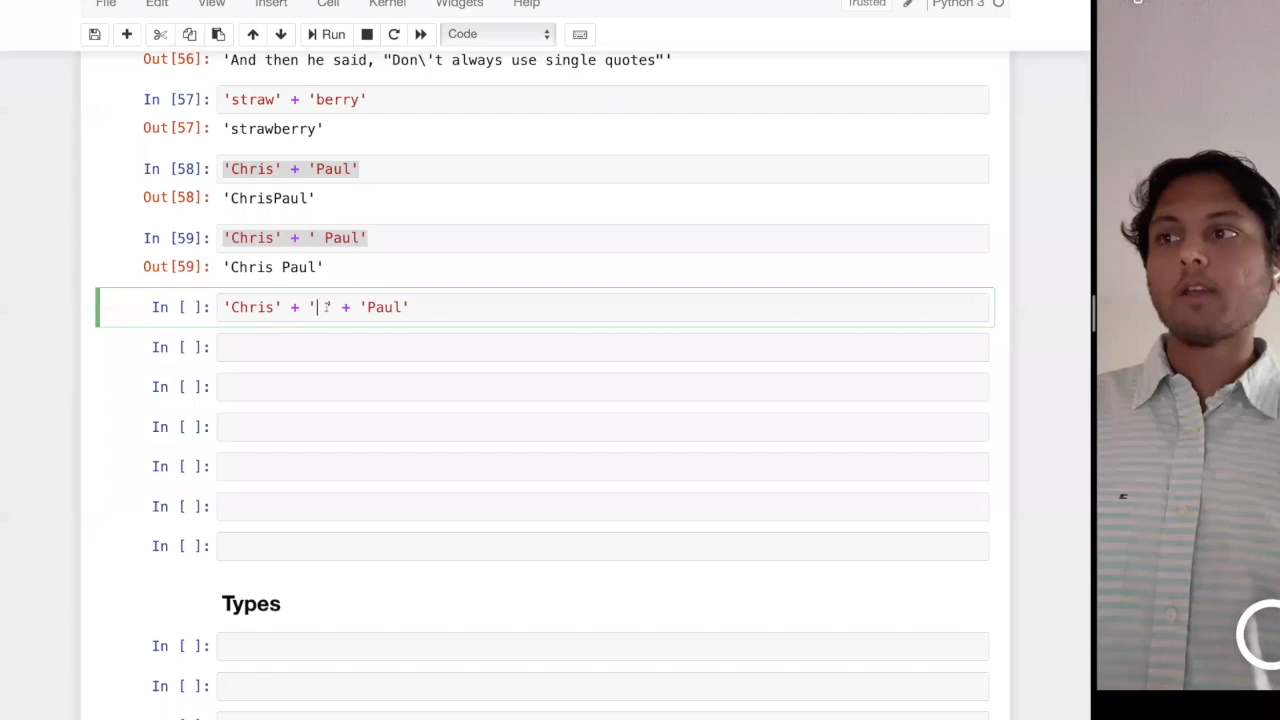 File Edit View Insert Cell Kernel Widgets Help Trusted Python 3
Run Code
Out[56]: 'And then he said, "Don\'t always use single quotes"'
In [57]: 'straw' + 'berry'
Out[57]: 'strawberry'
In [58]: 'Chris' + 'Paul'
Out[58]: 'ChrisPaul'
In [59]: 'Chris' + ' Paul'
Out[59]: 'Chris Paul'
In [ ]: 'Chris' + ' ' + 'Paul'
In [ ]:
In [ ]:
In [ ]:
In [ ]:
In [ ]:
In [ ]:
Types
In [ ]:
In [ ]: